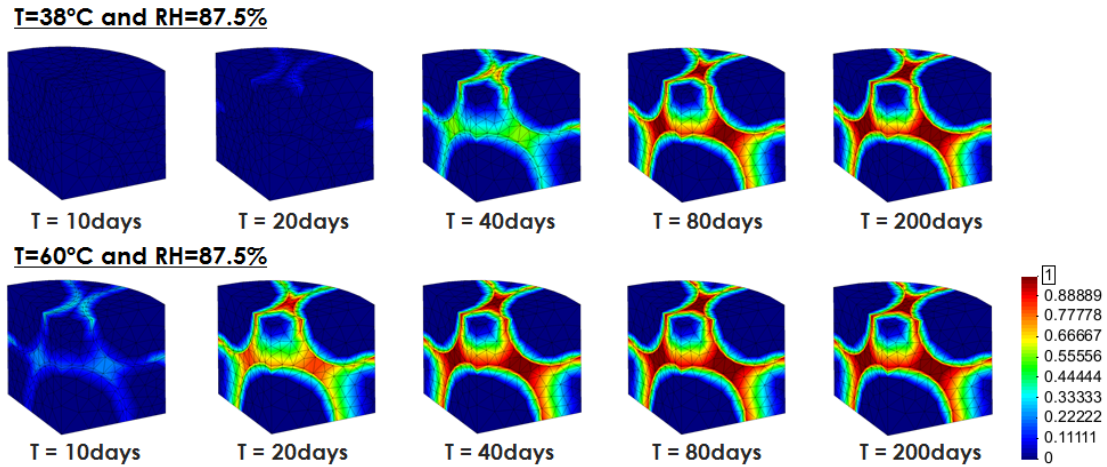 T=38°C and RH=87.5%
T = 10days
T = 20days
T = 40days
T = 80days
T = 200days
T=60°C and RH=87.5%
1
0.88889
0.77778
0.66667
0.55556
0.44444
0.33333
0.22222
0.11111
0
T = 10days
T = 20days
T = 40days
T = 80days
T = 200days